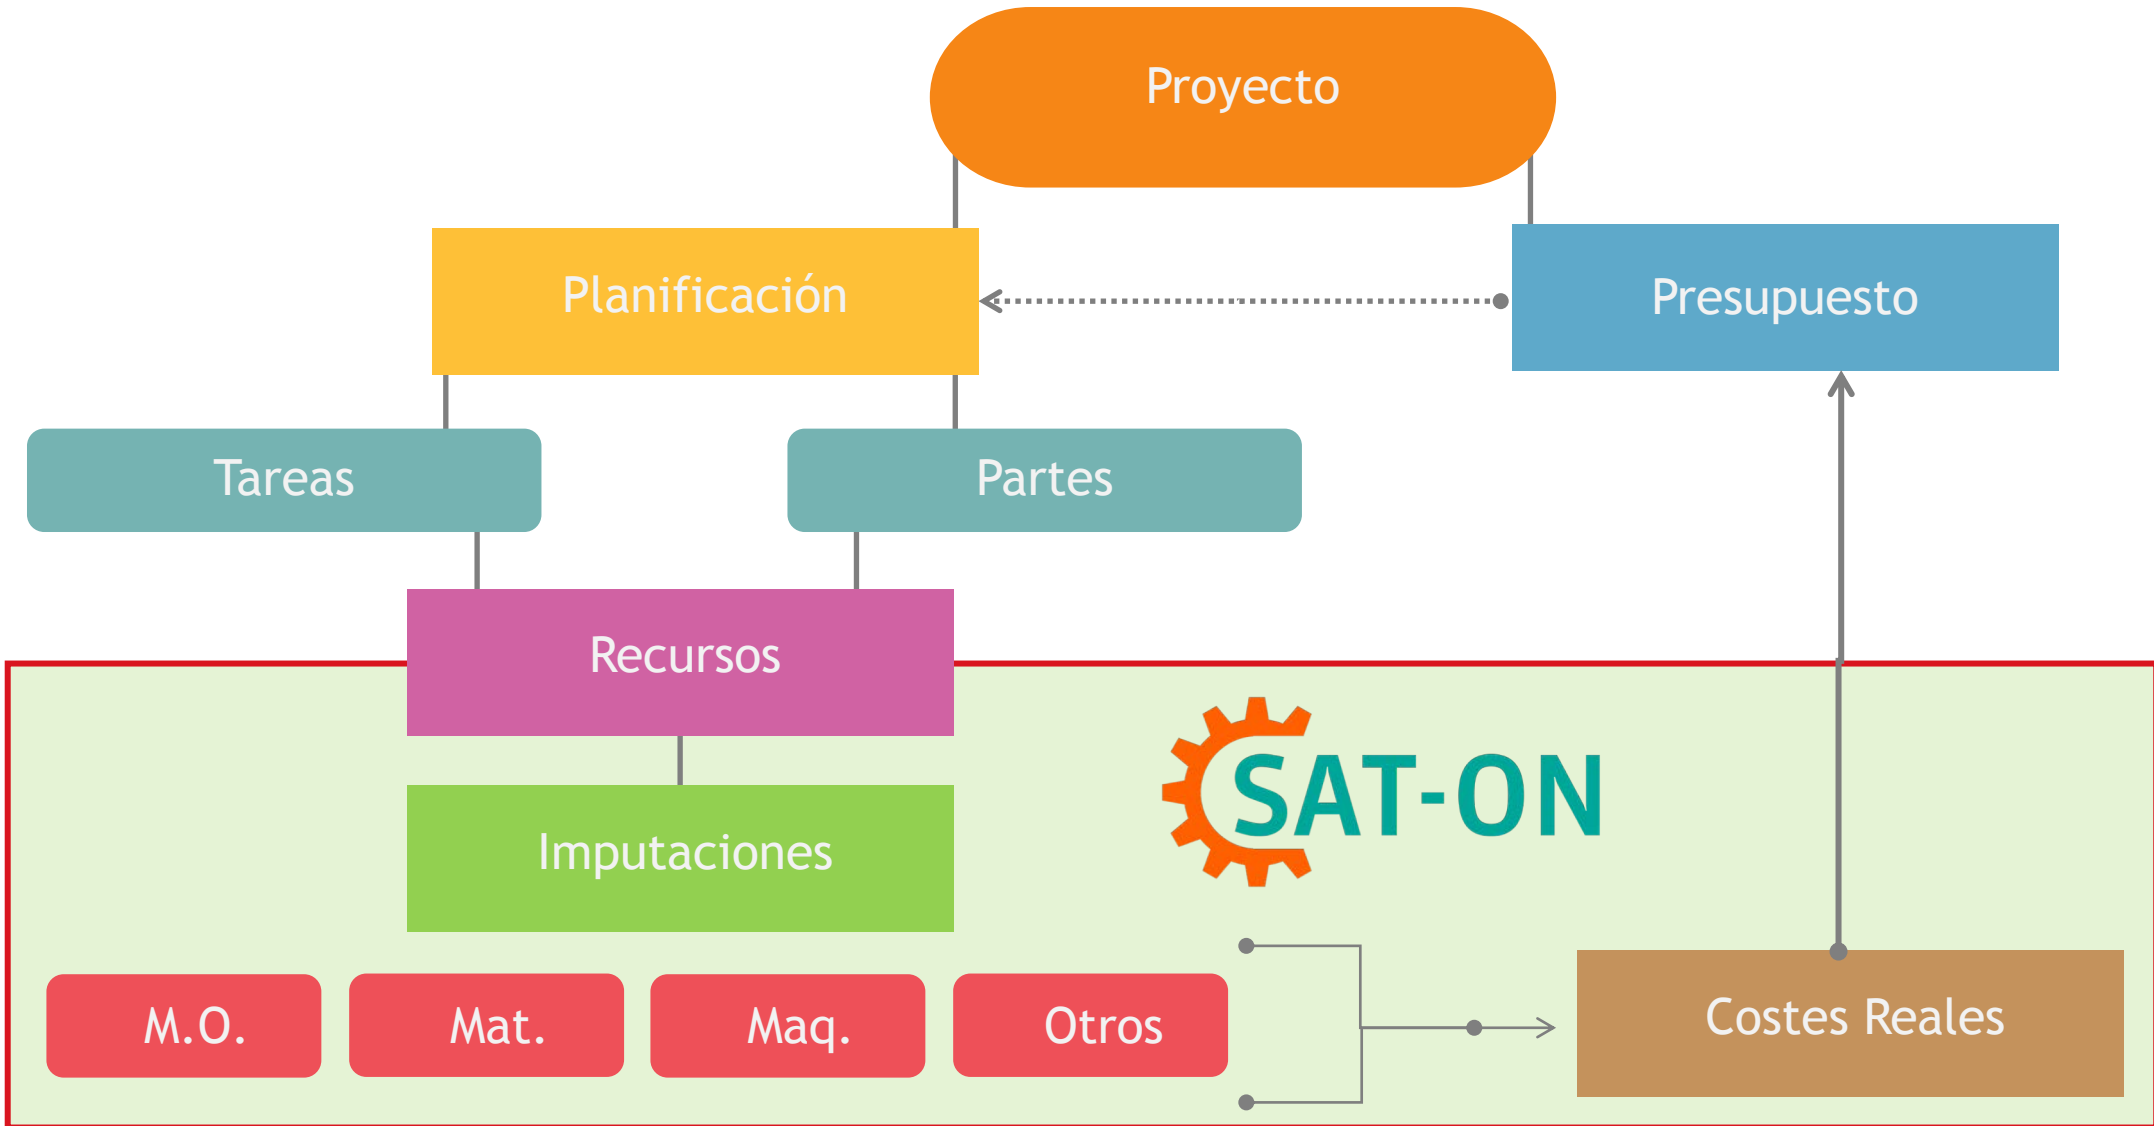 Proyecto
Planificación
Presupuesto
Tareas
Partes
Recursos
SAT-ON
Imputaciones
M.O.
Mat.
Maq.
Otros
Costes Reales